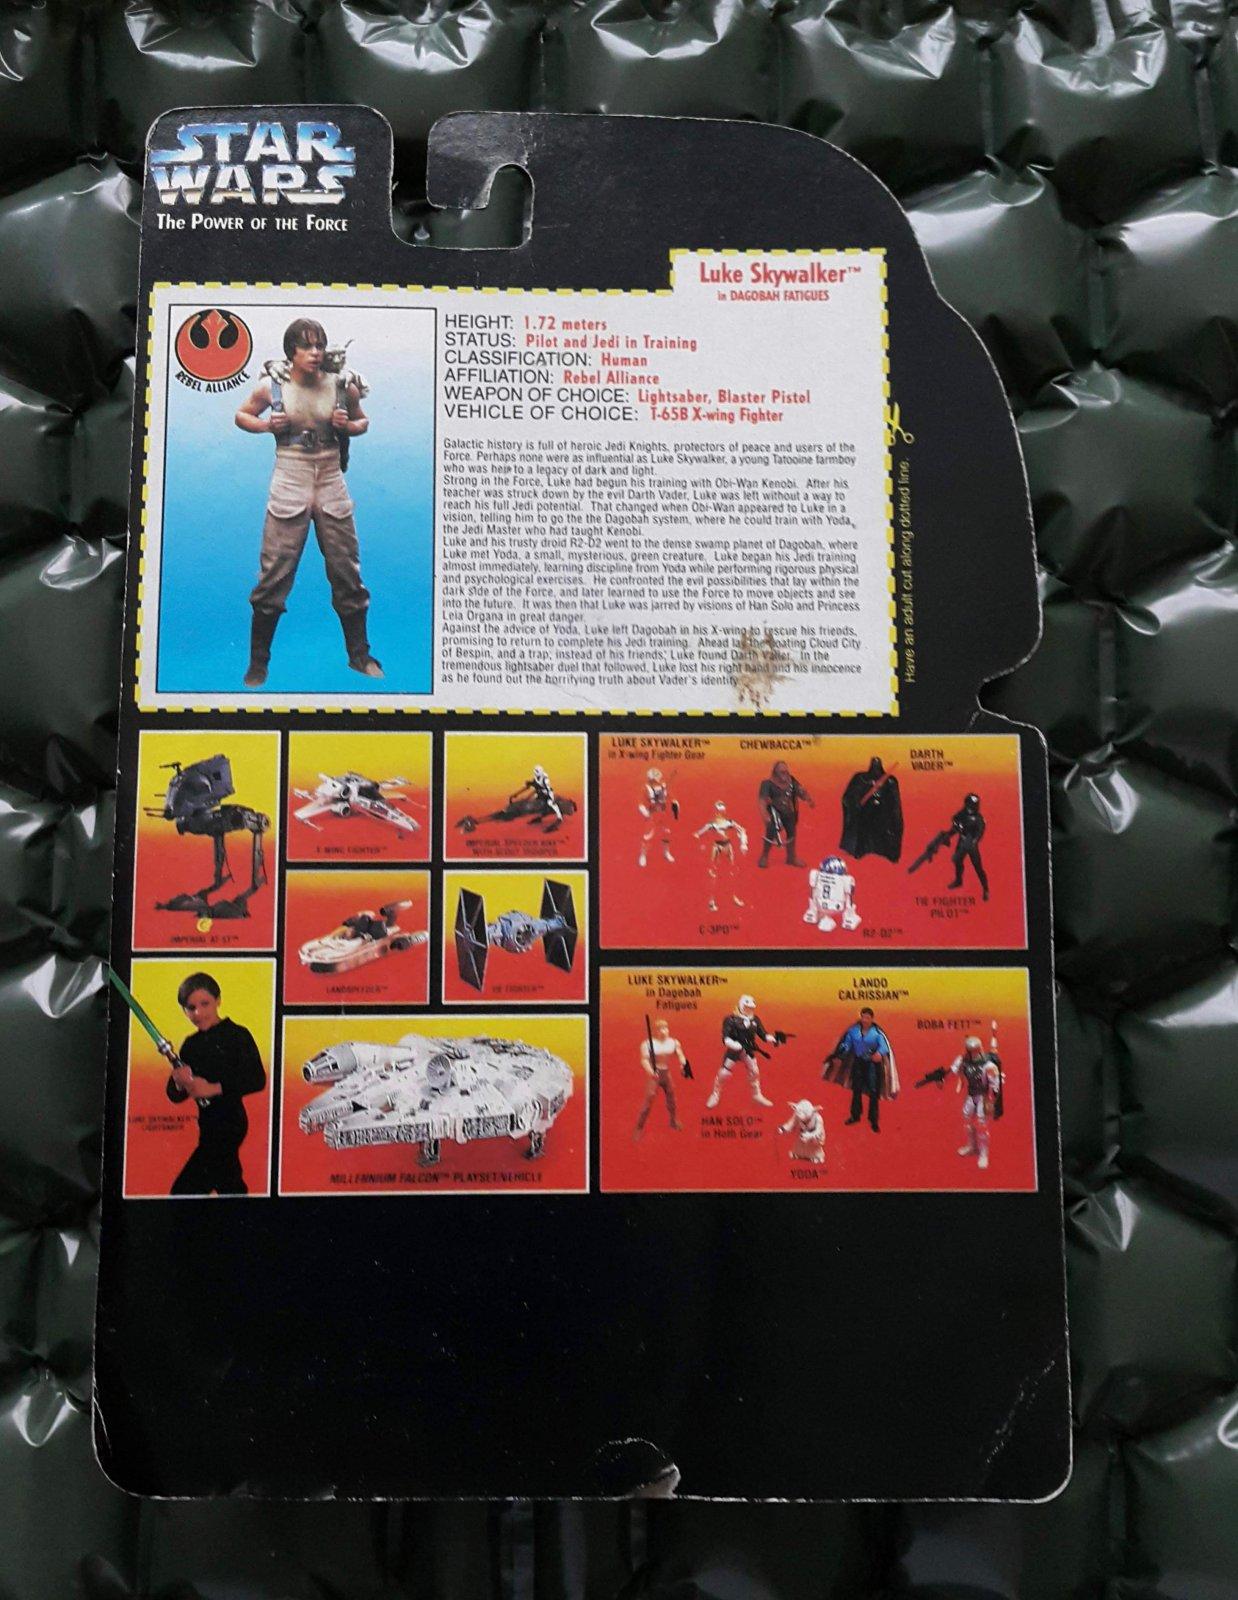 STAR
WARS
The Power of the Force
Luke Skywalker™
in DAGOBAH FATIGUES
REBEL ALLIANCE
HEIGHT: 1.72 meters
STATUS: Pilot and Jedi in Training
CLASSIFICATION: Human
AFFILIATION: Rebel Alliance
WEAPON OF CHOICE: Lightsaber, Blaster Pistol
VEHICLE OF CHOICE: T-65B X-wing Fighter
Galactic history is full of heroic Jedi Knights, protectors of peace and users of the
Force. Perhaps none were as influential as Luke Skywalker, a young Tatooine farmboy
who was heir to a legacy of dark and light.
Strong in the Force, Luke had begun his training with Obi-Wan Kenobi. After his
teacher was struck down by the evil Darth Vader, Luke was left without a way to
reach his full Jedi potential. That changed when Obi-Wan appeared to Luke in a
vision, telling him to go the the Dagobah system, where he could train with Yoda,
the Jedi Master who had taught Kenobi.
Luke and his trusty droid R2-D2 went to the dense swamp planet of Dagobah, where
Luke met Yoda, a small, mysterious, green creature. Luke began his Jedi training
almost immediately, learning discipline from Yoda while performing rigorous physical
and psychological exercises. He confronted the evil possibilities that lay within the
dark side of the Force, and later learned to use the Force to move objects and see
into the future. It was then that Luke was jarred by visions of Han Solo and Princess
Leia Organa in great danger.
Against the advice of Yoda, Luke left Dagobah in his X-wing to rescue his friends,
promising to return to complete his Jedi training. Ahead lay the floating Cloud City
of Bespin, and a trap; instead of his friends, Luke found Darth Vader. In the
tremendous lightsaber duel that followed, Luke lost his right hand and his innocence
as he found out the horrifying truth about Vader's identity.
Have an adult cut along dotted line.
IMPERIAL AT-ST™
X-WING FIGHTER™
IMPERIAL SPEEDER BIKE™
WITH SCOUT TROOPER
LANDSPEEDER™
TIE FIGHTER™
LUKE SKYWALKER™
LIGHTSABER
MILLENNIUM FALCON™ PLAYSET/VEHICLE
LUKE SKYWALKER™
in X-wing Fighter Gear
CHEWBACCA™
DARTH
VADER™
C-3PO™
R2-D2™
TIE FIGHTER
PILOT™
LUKE SKYWALKER™
in Dagobah
Fatigues
HAN SOLO™
in Hoth Gear
YODA™
LANDO
CALRISSIAN™
BOBA FETT™